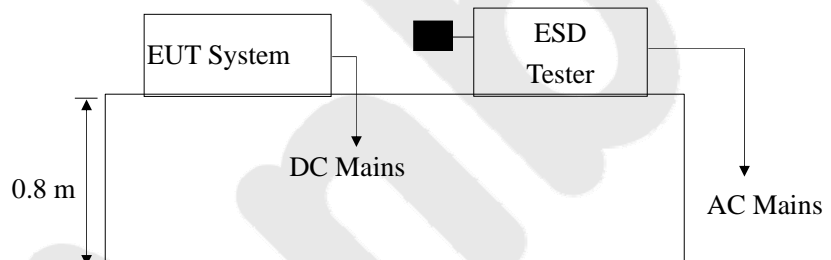 EUT System
ESD
Tester
DC Mains
0.8 m
AC Mains